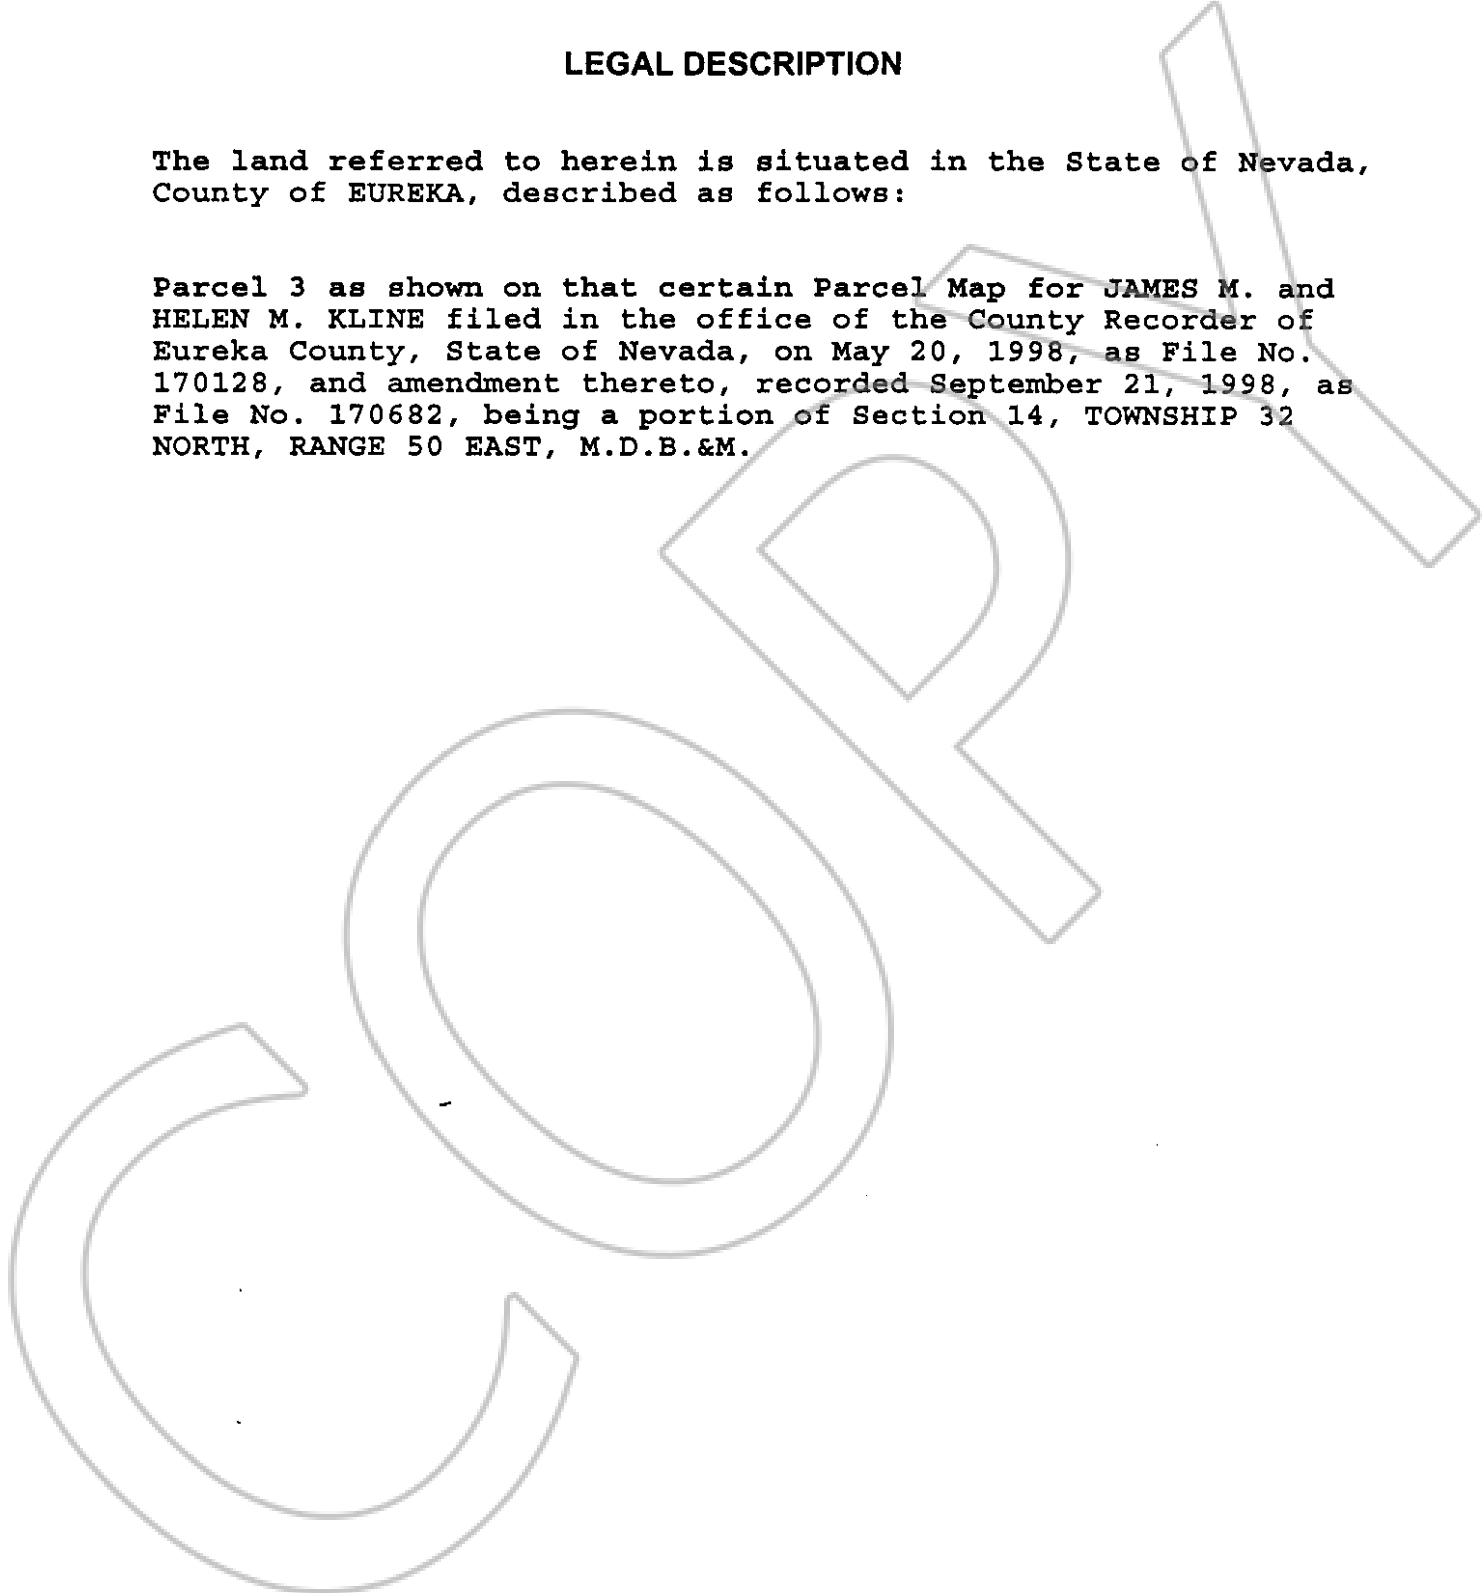 LEGAL DESCRIPTION
The land referred to herein is situated in the State of Nevada,
County of EUREKA, described as follows:
Parcel 3 as shown on that certain Parcel Map for JAMES M. and
HELEN M. KLINE filed in the office of the County Recorder of
Eureka County, State of Nevada, on May 20, 1998, as File No.
170128, and amendment thereto, recorded September 21, 1998, as
File No. 170682, being a portion of Section 14, TOWNSHIP 32
NORTH, RANGE 50 EAST, M.D.B.&M.
COPY